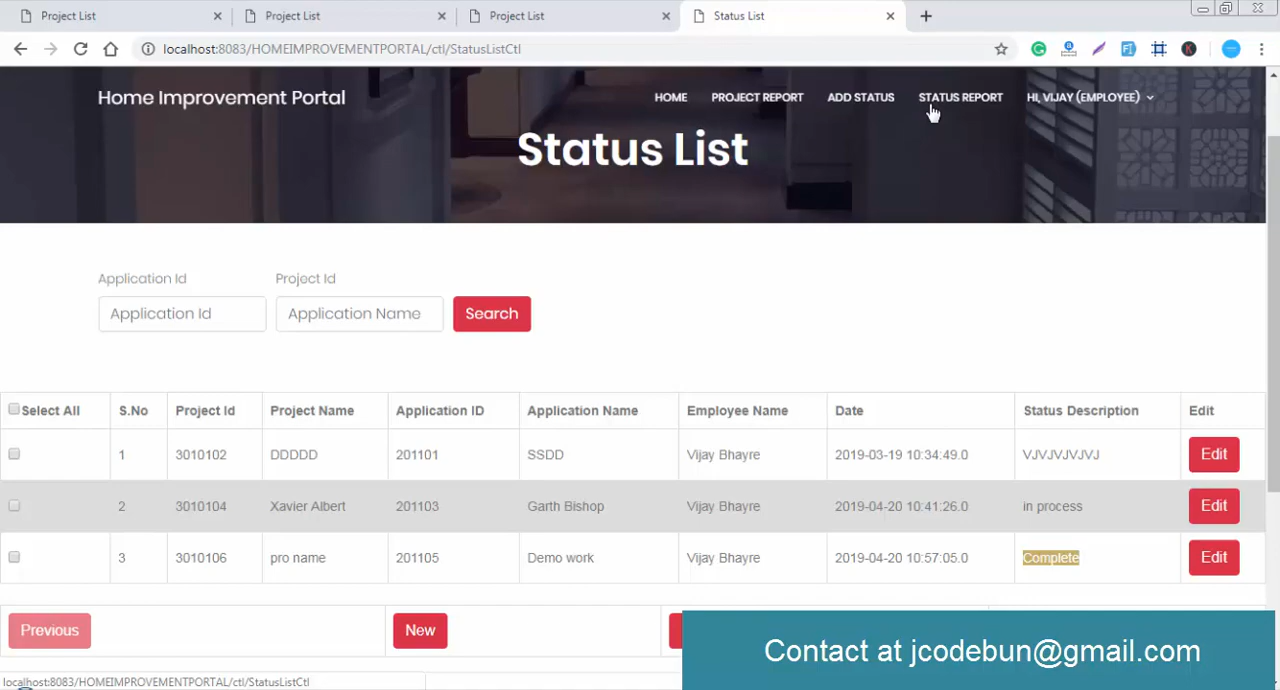 Project List
Project List
Project List
Status List
localhost:8083/HOMEIMPROVEMENTPORTAL/ctl/StatusListCtl
Home Improvement Portal
HOME PROJECT REPORT ADD STATUS STATUS REPORT HI, VIJAY (EMPLOYEE)
Status List
Application Id Project Id
Application Id Application Name Search
Select All S.No Project Id Project Name Application ID Application Name Employee Name Date Status Description Edit
1 3010102 DDDDD 201101 SSDD Vijay Bhayre 2019-03-19 10:34:49.0 VJVJVJVJVJ Edit
2 3010104 Xavier Albert 201103 Garth Bishop Vijay Bhayre 2019-04-20 10:41:26.0 in process Edit
3 3010106 pro name 201105 Demo work Vijay Bhayre 2019-04-20 10:57:05.0 Complete Edit
Previous New
Contact at jcodebun@gmail.com
localhost:8083/HOMEIMPROVEMENTPORTAL/ctl/StatusListCtl